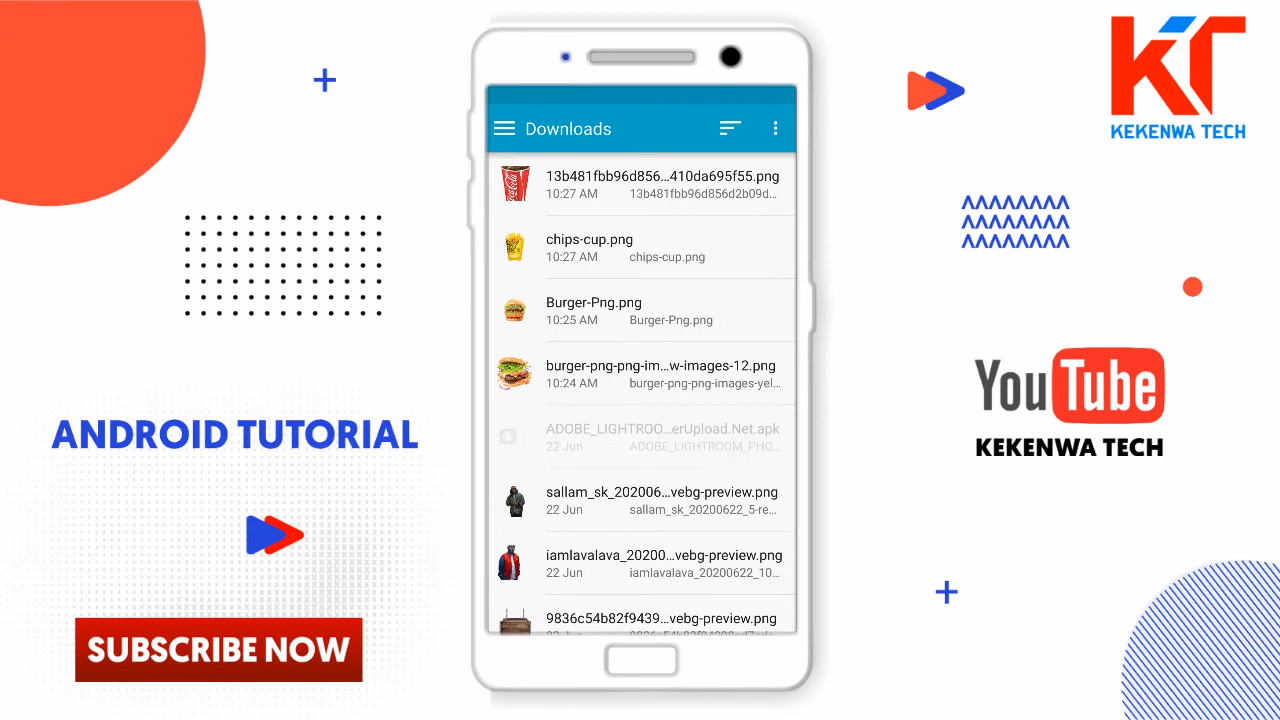 KT
KEKENWA TECH
Downloads
13b481fbb96d856...410da695f55.png
10:27 AM 13b481fbb96d856d2b09d...
chips-cup.png
10:27 AM chips-cup.png
Burger-Png.png
10:25 AM Burger-Png.png
burger-png-png-im...w-images-12.png
10:24 AM burger-png-png-images-yel...
ADOBE_LIGHTROO...erUpload.Net.apk
22 Jun ADOBE_LIGHTROOM_PHO...
sallam_sk_202006...vebg-preview.png
22 Jun sallam_sk_20200622_5-re...
iamlavalava_20200...vebg-preview.png
22 Jun iamlavalava_20200622_10...
9836c54b82f9439...vebg-preview.png
ANDROID TUTORIAL
SUBSCRIBE NOW
YouTube
KEKENWA TECH